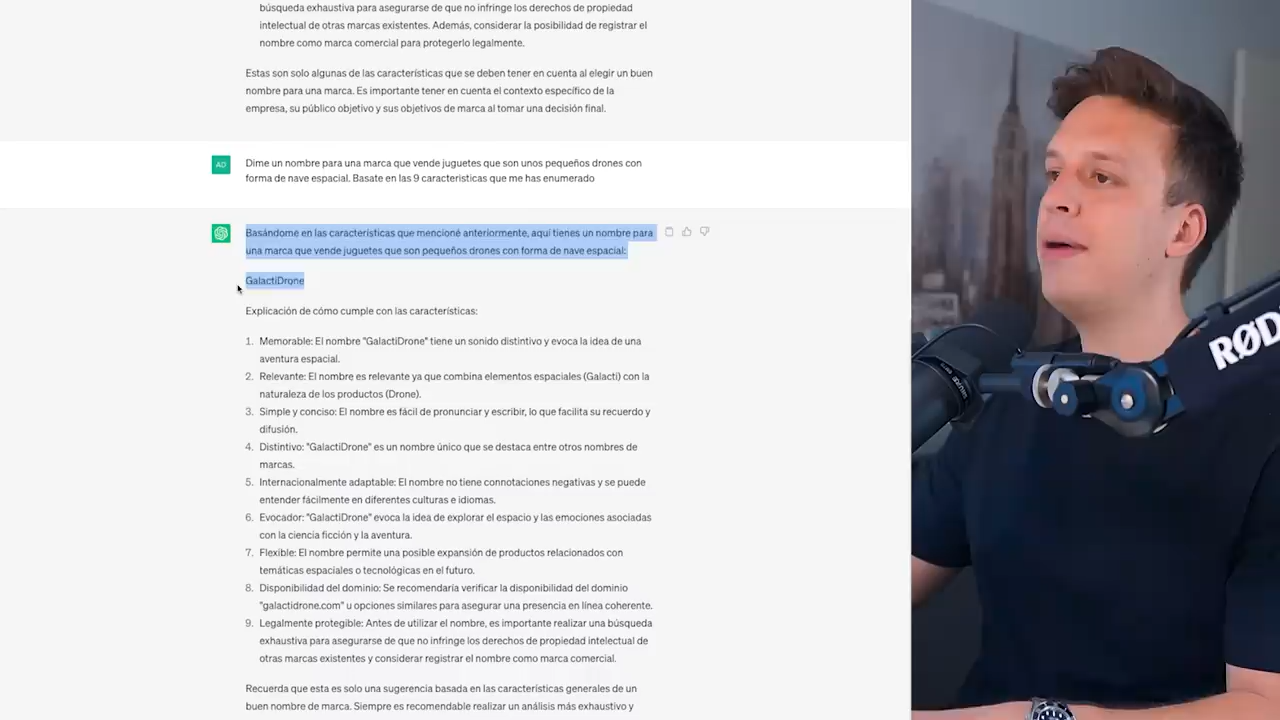 búsqueda exhaustiva para asegurarse de que no infringe los derechos de propiedad
intelectual de otras marcas existentes. Además, considerar la posibilidad de registrar el
nombre como marca comercial para protegerlo legalmente.
Estas son solo algunas de las características que se deben tener en cuenta al elegir un buen
nombre para una marca. Es importante tener en cuenta el contexto específico de la
empresa, su público objetivo y sus objetivos de marca al tomar una decisión final.
AD
Dime un nombre para una marca que vende juguetes que son unos pequeños drones con
forma de nave espacial. Basate en las 9 caracteristicas que me has enumerado
Basándome en las características que mencioné anteriormente, aquí tienes un nombre para
una marca que vende juguetes que son pequeños drones con forma de nave espacial:
GalactiDrone
Explicación de cómo cumple con las características:
1. Memorable: El nombre "GalactiDrone" tiene un sonido distintivo y evoca la idea de una
aventura espacial.
2. Relevante: El nombre es relevante ya que combina elementos espaciales (Galacti) con la
naturaleza de los productos (Drone).
3. Simple y conciso: El nombre es fácil de pronunciar y escribir, lo que facilita su recuerdo y
difusión.
4. Distintivo: "GalactiDrone" es un nombre único que se destaca entre otros nombres de
marcas.
5. Internacionalmente adaptable: El nombre no tiene connotaciones negativas y se puede
entender fácilmente en diferentes culturas e idiomas.
6. Evocador: "GalactiDrone" evoca la idea de explorar el espacio y las emociones asociadas
con la ciencia ficción y la aventura.
7. Flexible: El nombre permite una posible expansión de productos relacionados con
temáticas espaciales o tecnológicas en el futuro.
8. Disponibilidad del dominio: Se recomendaría verificar la disponibilidad del dominio
"galactidrone.com" u opciones similares para asegurar una presencia en línea coherente.
9. Legalmente protegible: Antes de utilizar el nombre, es importante realizar una búsqueda
exhaustiva para asegurarse de que no infringe los derechos de propiedad intelectual de
otras marcas existentes y considerar registrar el nombre como marca comercial.
Recuerda que esta es solo una sugerencia basada en las características generales de un
buen nombre de marca. Siempre es recomendable realizar un análisis más exhaustivo y
RØD